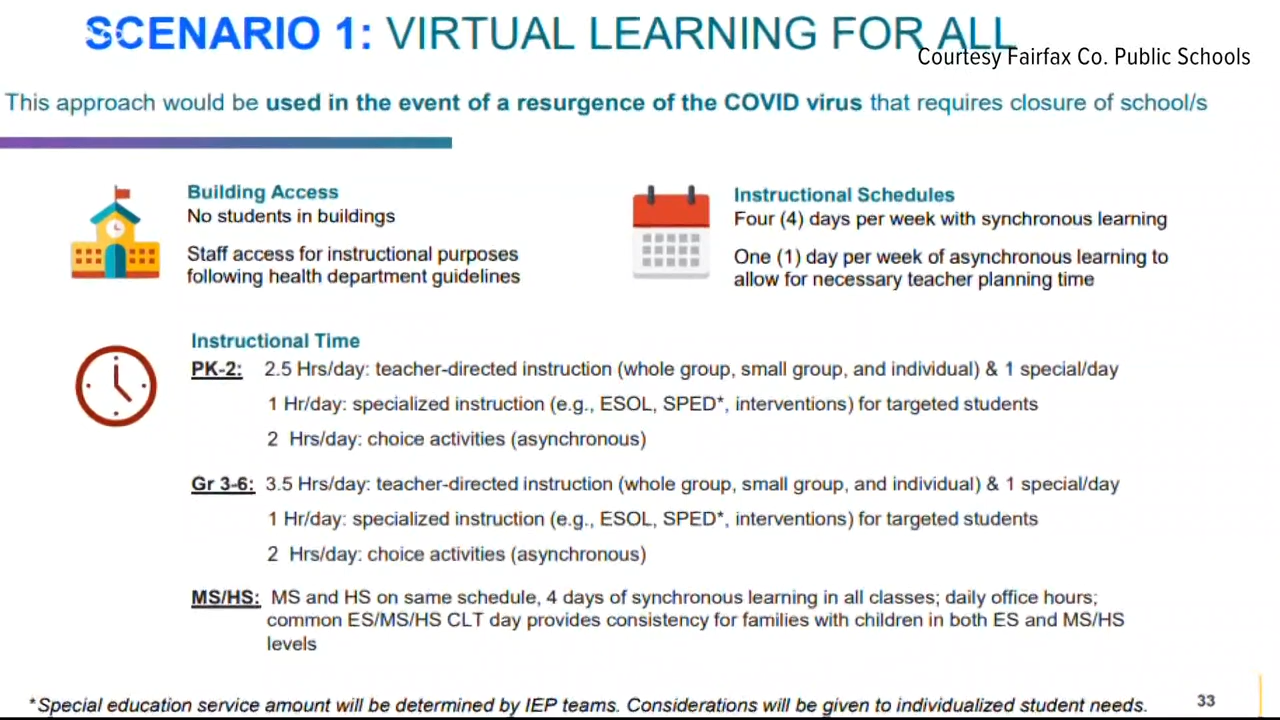 SCENARIO 1: VIRTUAL LEARNING FOR ALL
Courtesy Fairfax Co. Public Schools
This approach would be used in the event of a resurgence of the COVID virus that requires closure of school/s
Building Access
No students in buildings
Staff access for instructional purposes
following health department guidelines
Instructional Schedules
Four (4) days per week with synchronous learning
One (1) day per week of asynchronous learning to
allow for necessary teacher planning time
Instructional Time
PK-2: 2.5 Hrs/day: teacher-directed instruction (whole group, small group, and individual) & 1 special/day
1 Hr/day: specialized instruction (e.g., ESOL, SPED*, interventions) for targeted students
2 Hrs/day: choice activities (asynchronous)
Gr 3-6: 3.5 Hrs/day: teacher-directed instruction (whole group, small group, and individual) & 1 special/day
1 Hr/day: specialized instruction (e.g., ESOL, SPED*, interventions) for targeted students
2 Hrs/day: choice activities (asynchronous)
MS/HS: MS and HS on same schedule, 4 days of synchronous learning in all classes; daily office hours;
common ES/MS/HS CLT day provides consistency for families with children in both ES and MS/HS
levels
*Special education service amount will be determined by IEP teams. Considerations will be given to individualized student needs.
33